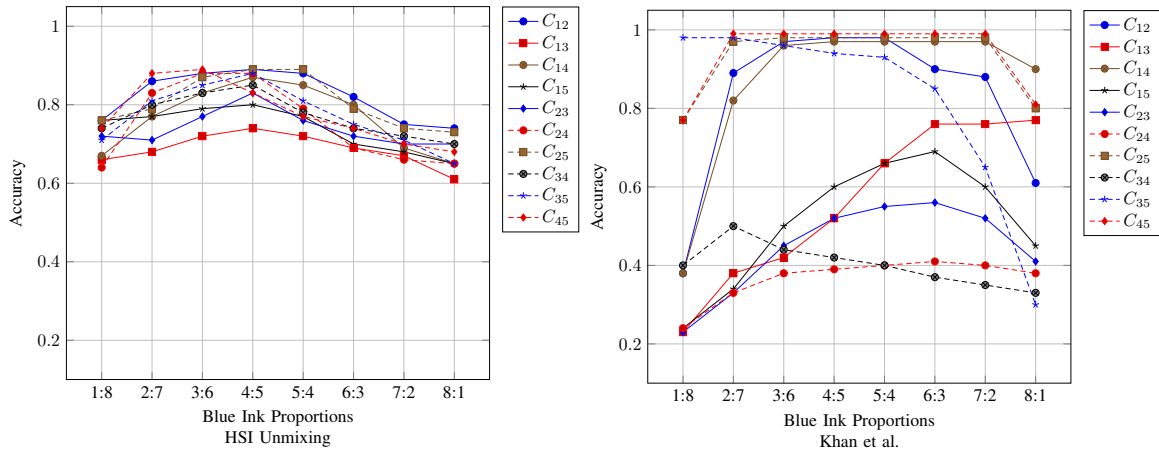 1
0.8
0.6
0.4
0.2
Accuracy
1:8 2:7 3:6 4:5 5:4 6:3 7:2 8:1
Blue Ink Proportions
HSI Unmixing
C12
C13
C14
C15
C23
C24
C25
C34
C35
C45
1
0.8
0.6
0.4
0.2
Accuracy
1:8 2:7 3:6 4:5 5:4 6:3 7:2 8:1
Blue Ink Proportions
Khan et al.
C12
C13
C14
C15
C23
C24
C25
C34
C35
C45